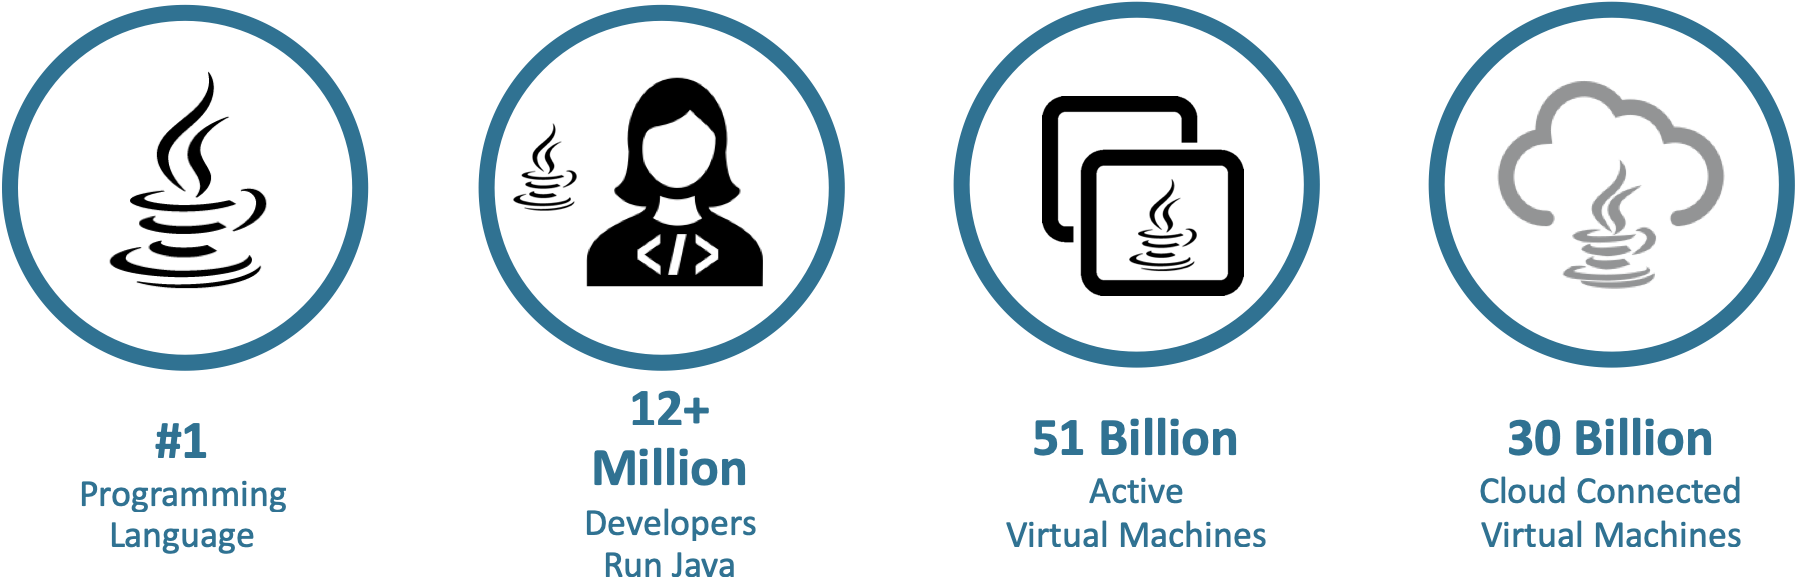 #1
Programming
Language
12+
Million
Developers
Run Java
51 Billion
Active
Virtual Machines
30 Billion
Cloud Connected
Virtual Machines